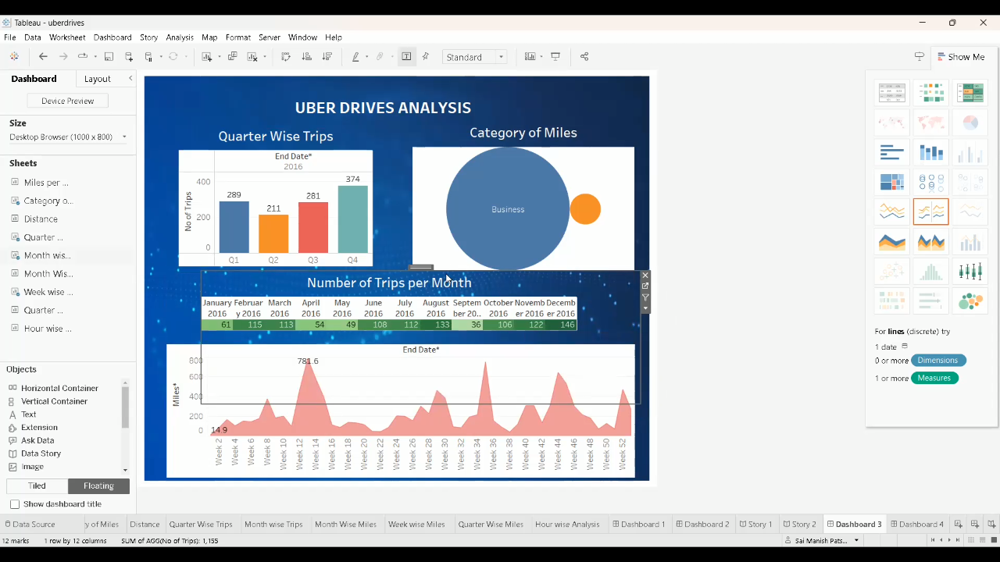 Tableau - uberdrives
File Data Worksheet Dashboard Story Analysis Map Format Server Window Help
Standard
Show Me
Dashboard Layout
Device Preview
Size
Desktop Browser (1000 x 800)
Sheets
Miles per ...
Category o...
Distance
Quarter ...
Month wis...
Month Wis...
Week wise ...
Quarter ...
Hour wise ...
Objects
Horizontal Container
Vertical Container
Text
Extension
Ask Data
Data Story
Image
Tiled Floating
Show dashboard title
UBER DRIVES ANALYSIS
Quarter Wise Trips
End Date*
2016
No of Trips
400
200
0
289
211
281
374
Q1 Q2 Q3 Q4
Category of Miles
Business
Number of Trips per Month
January Februar March April May June July August Septem October Novemb Decemb
2016 y 2016 2016 2016 2016 2016 2016 2016 ber 20.. 2016 er 2016 er 2016
61 115 113 54 49 108 112 133 36 106 122 146
End Date*
Miles*
800
600
400
200
0
781.6
14.9
Week 2 Week 4 Week 6 Week 8 Week 10 Week 12 Week 14 Week 16 Week 18 Week 20 Week 22 Week 24 Week 26 Week 28 Week 30 Week 32 Week 34 Week 36 Week 38 Week 40 Week 42 Week 44 Week 46 Week 48 Week 50 Week 52
For lines (discrete) try
1 date
0 or more Dimensions
1 or more Measures
Data Source y of Miles Distance Quarter Wise Trips Month wise Trips Month Wise Miles Week wise Miles Quarter Wise Miles Hour wise Analysis Dashboard 1 Dashboard 2 Story 1 Story 2 Dashboard 3 Dashboard 4
12 marks 1 row by 12 columns SUM of AGG(No of Trips): 1,155 Sai Manish Pats...